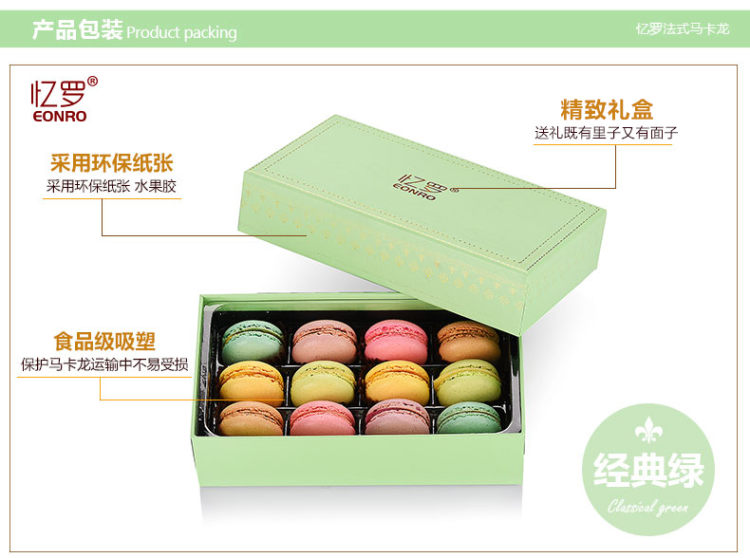 产品包装 Product packing
忆罗法式马卡龙
忆罗®
EONRO
精致礼盒
送礼既有里子又有面子
采用环保纸张
采用环保纸张 水果胶
忆罗®
EONRO
食品级吸塑
保护马卡龙运输中不易受损
经典绿
Classical green